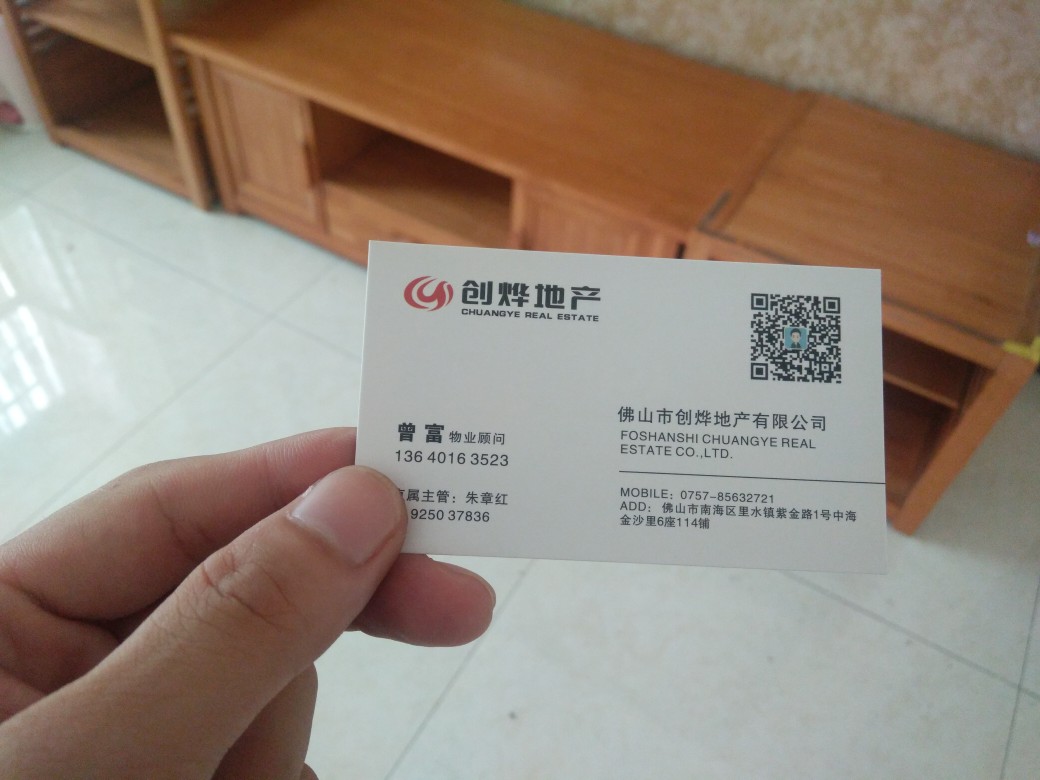 创烨地产
CHUANGYE REAL ESTATE
曾富 物业顾问
136 4016 3523
属主管：朱章红
9250 37836
佛山市创烨地产有限公司
FOSHANSHI CHUANGYE REAL
ESTATE CO.,LTD.
MOBILE：0757-85632721
ADD： 佛山市南海区里水镇紫金路1号中海
金沙里6座114铺